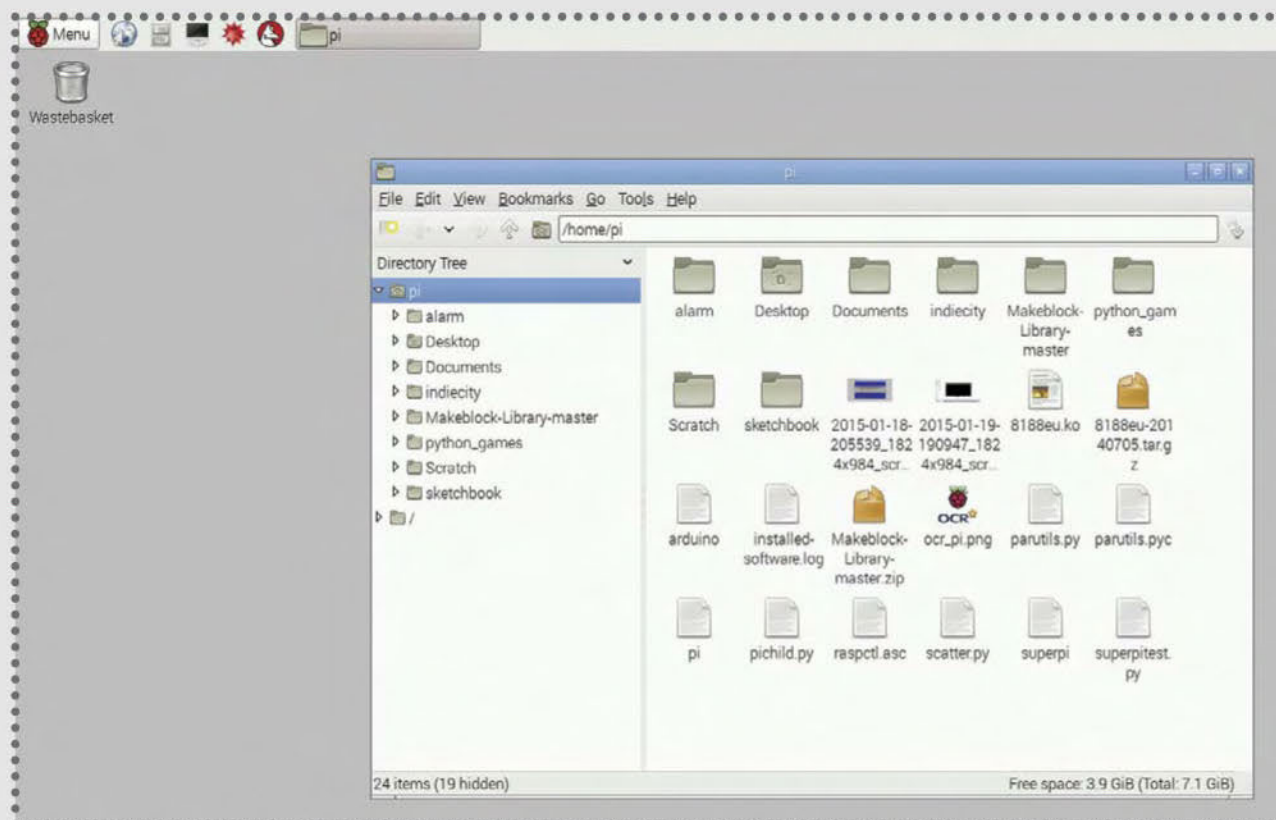 Menu
pi
Wastebasket
pi
File Edit View Bookmarks Go Tools Help
/home/pi
Directory Tree
pi
alarm
Desktop
Documents
indiecity
Makeblock-Library-master
python_games
Scratch
sketchbook
/
alarm Desktop Documents indiecity Makeblock- python_gam
Library- es
master
Scratch sketchbook 2015-01-18- 2015-01-19- 8188eu.ko 8188eu-201
205539_182 190947_182 40705.tar.g
4x984_scr... 4x984_scr... z
OCR
arduino installed- Makeblock- ocr_pi.png parutils.py parutils.pyc
software.log Library-
master.zip
pi pichild.py raspctl.asc scatter.py superpi superpitest.
py
24 items (19 hidden) Free space: 3.9 GiB (Total: 7.1 GiB)